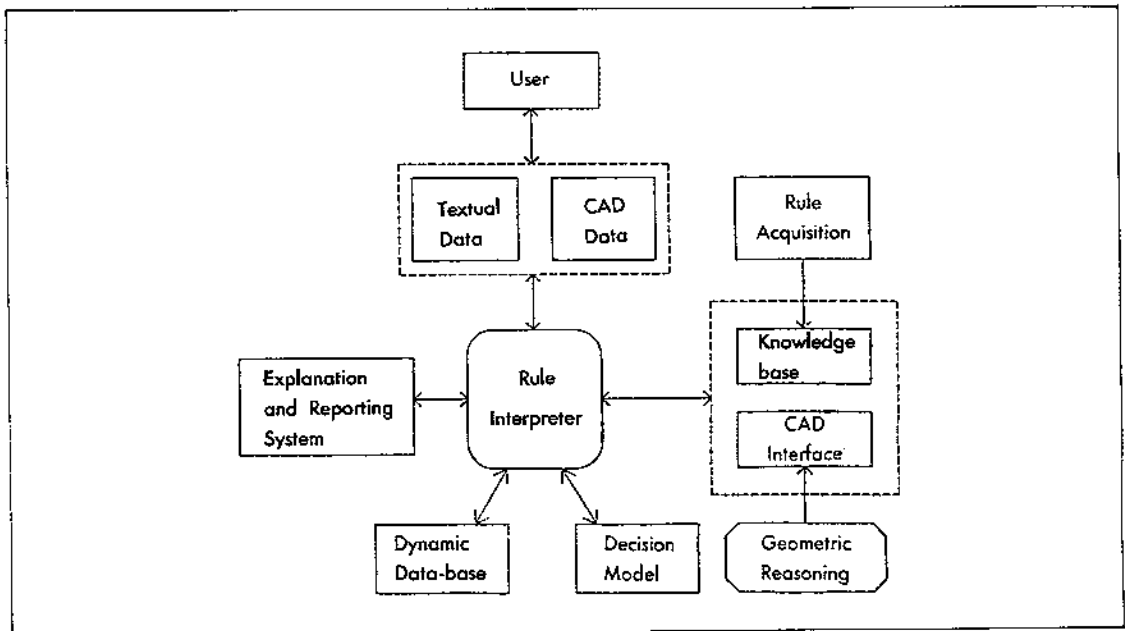 User
Textual
Data
CAD
Data
Rule
Acquisition
Knowledge
base
CAD
Interface
Explanation
and Reporting
System
Rule
Interpreter
Dynamic
Data-base
Decision
Model
Geometric
Reasoning